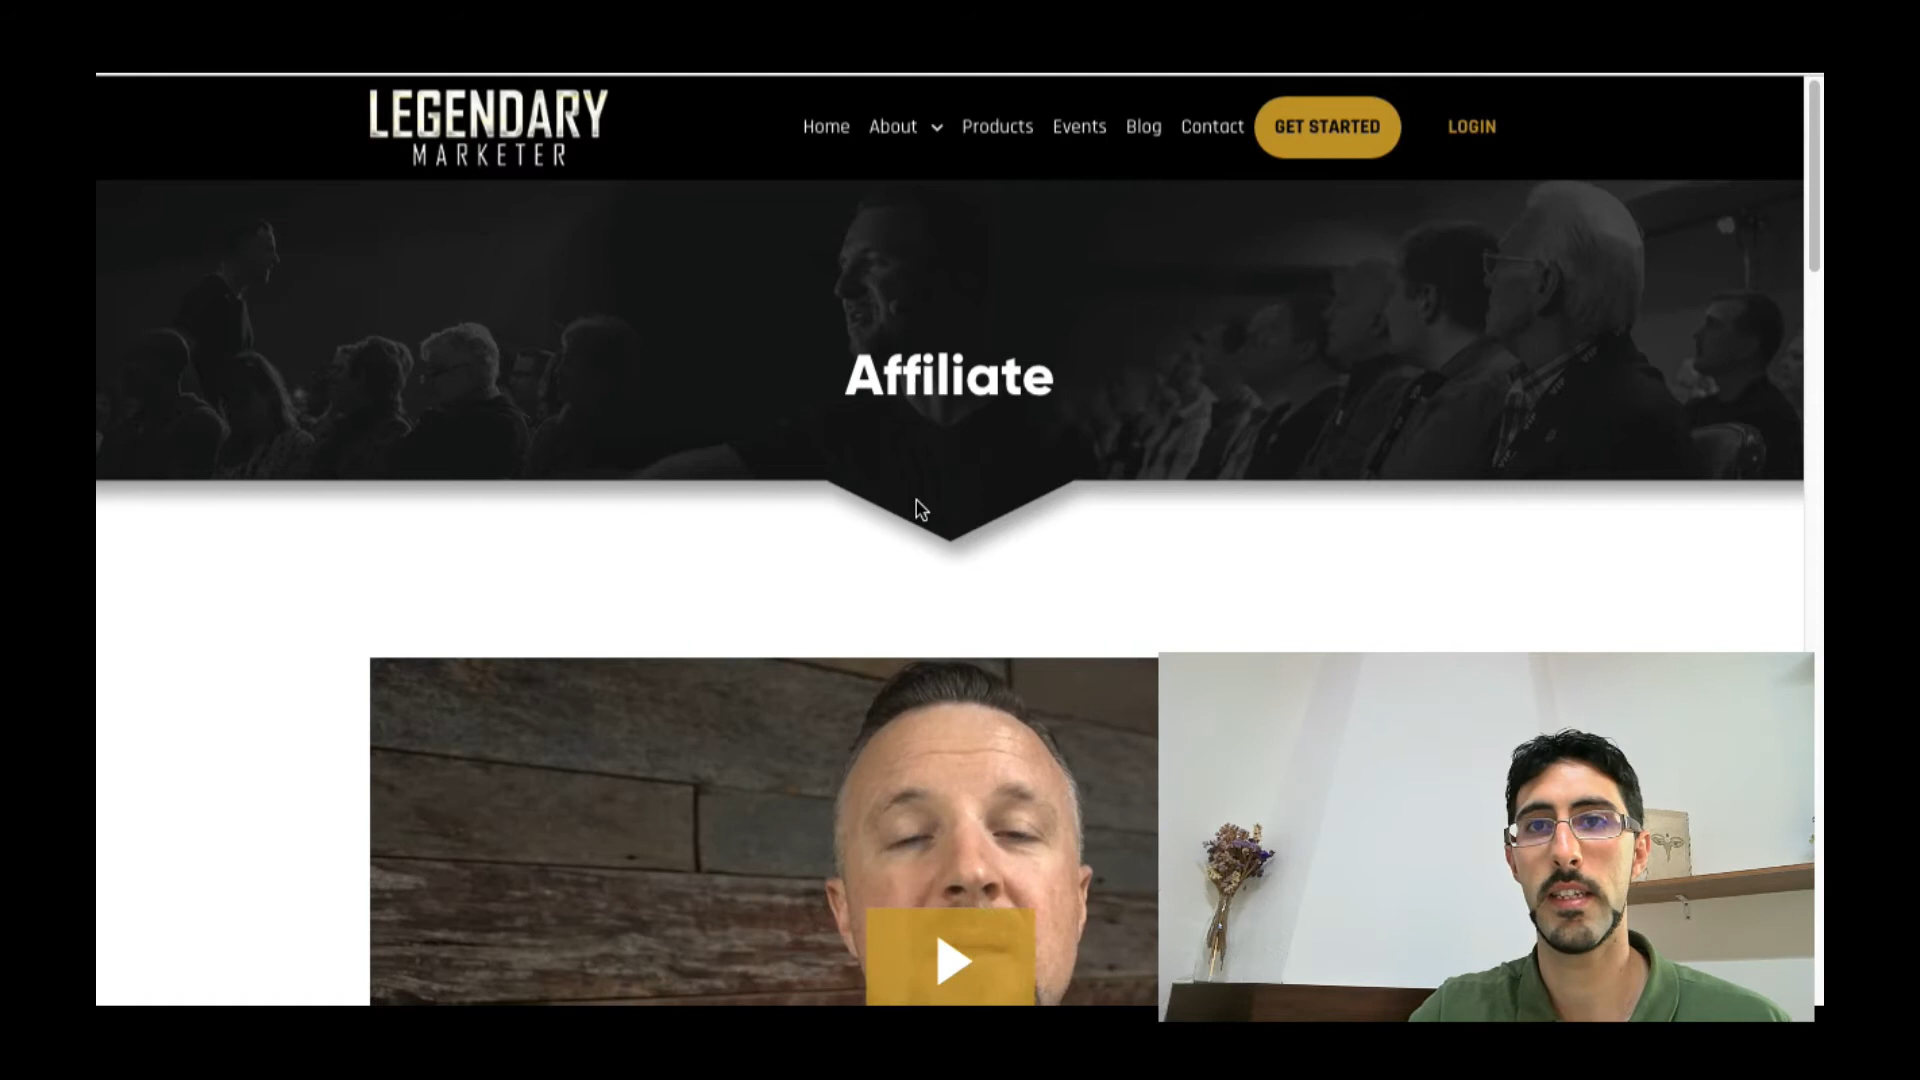 LEGENDARY
MARKETER
Home About Products Events Blog Contact GET STARTED LOGIN
Affiliate